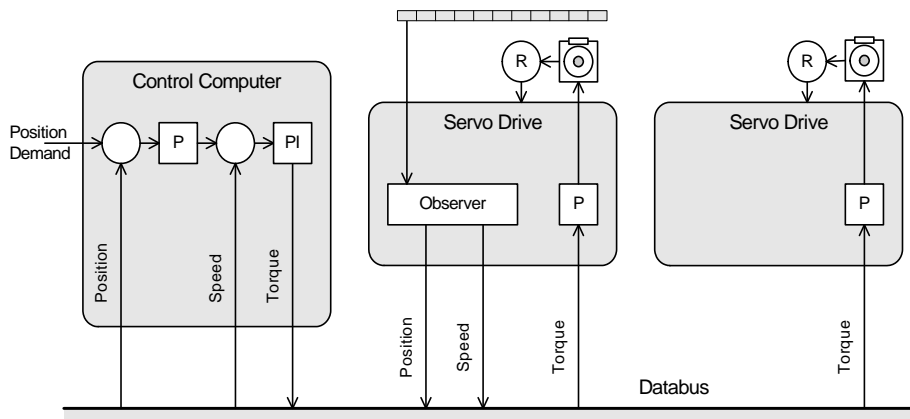 Control Computer
Position
Demand
P
PI
Position
Speed
Torque
R
Servo Drive
Observer
P
Position
Speed
Torque
R
Servo Drive
P
Torque
Databus